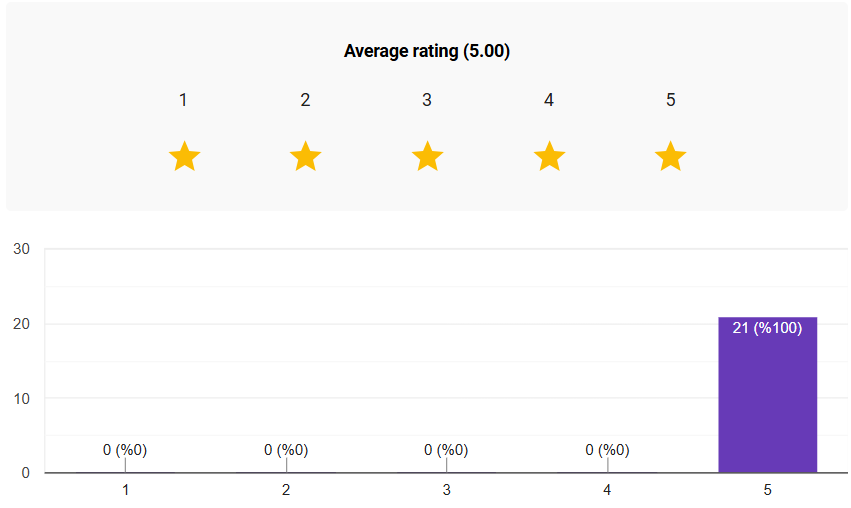 Average rating (5.00)
1 2 3 4 5
30
20
21 (%100)
10
0 (%0) 0 (%0) 0 (%0) 0 (%0)
0
1 2 3 4 5